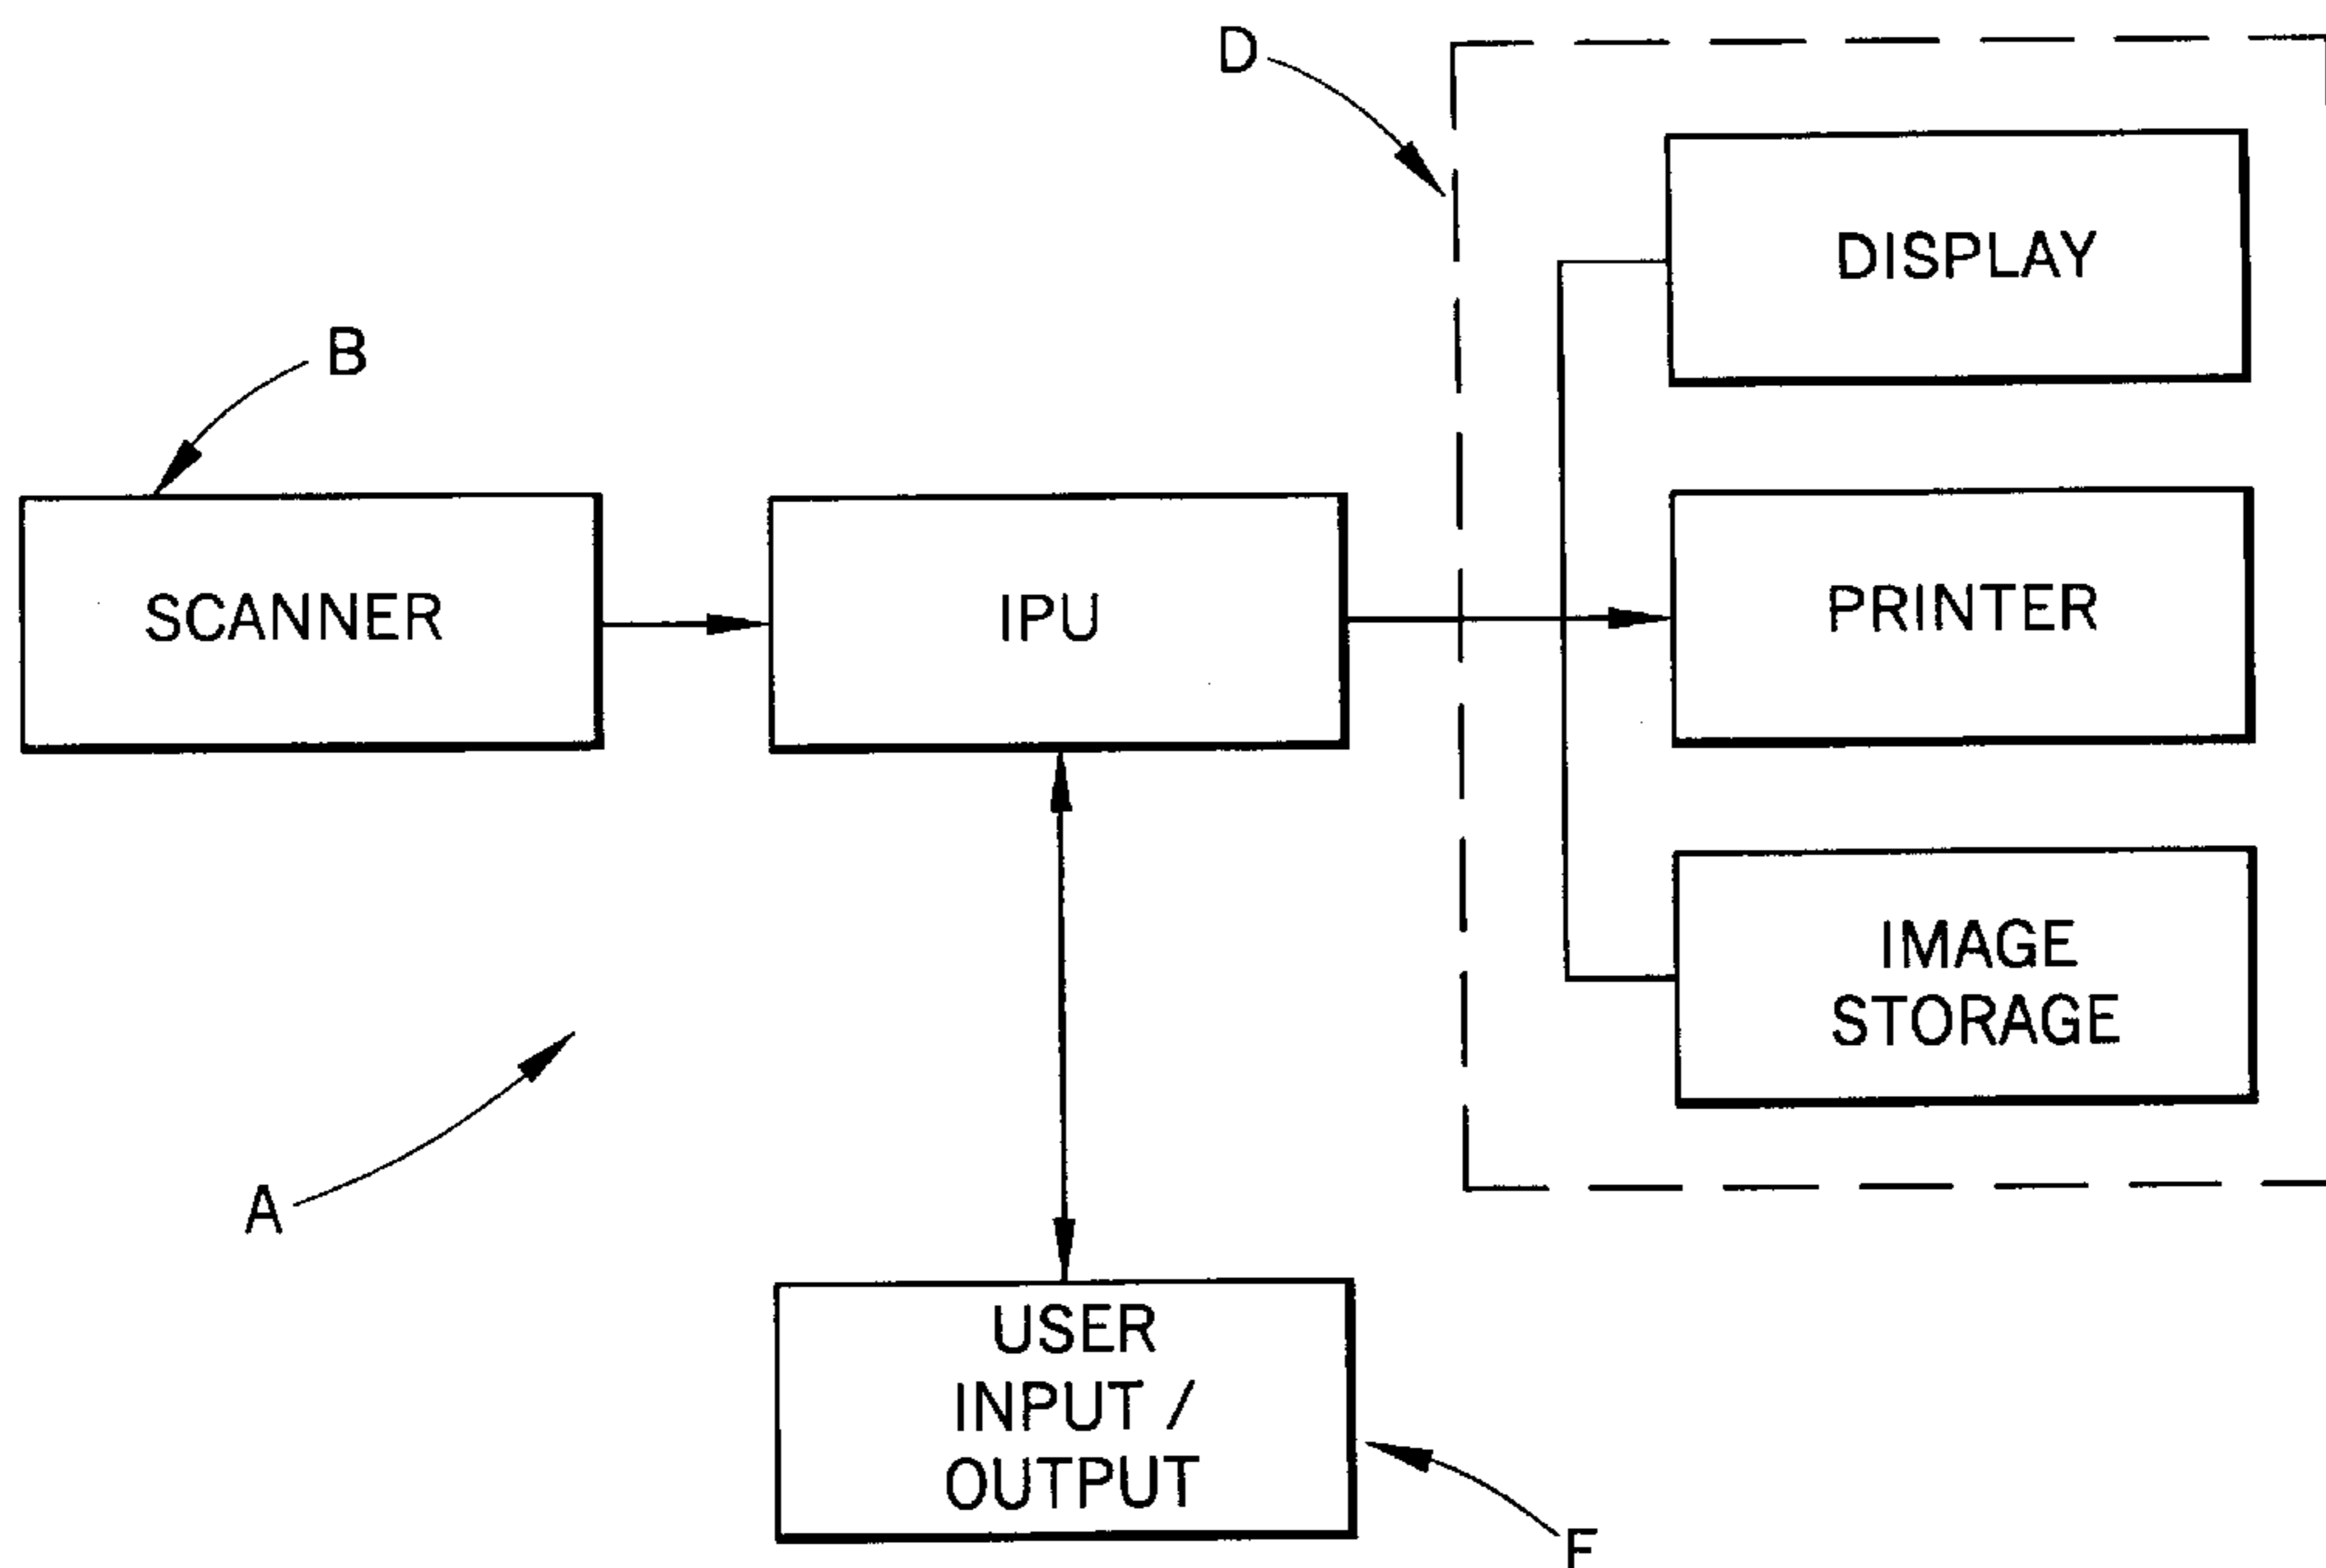 D
DISPLAY
B
SCANNER
IPU
PRINTER
IMAGE
STORAGE
A
USER
INPUT /
OUTPUT